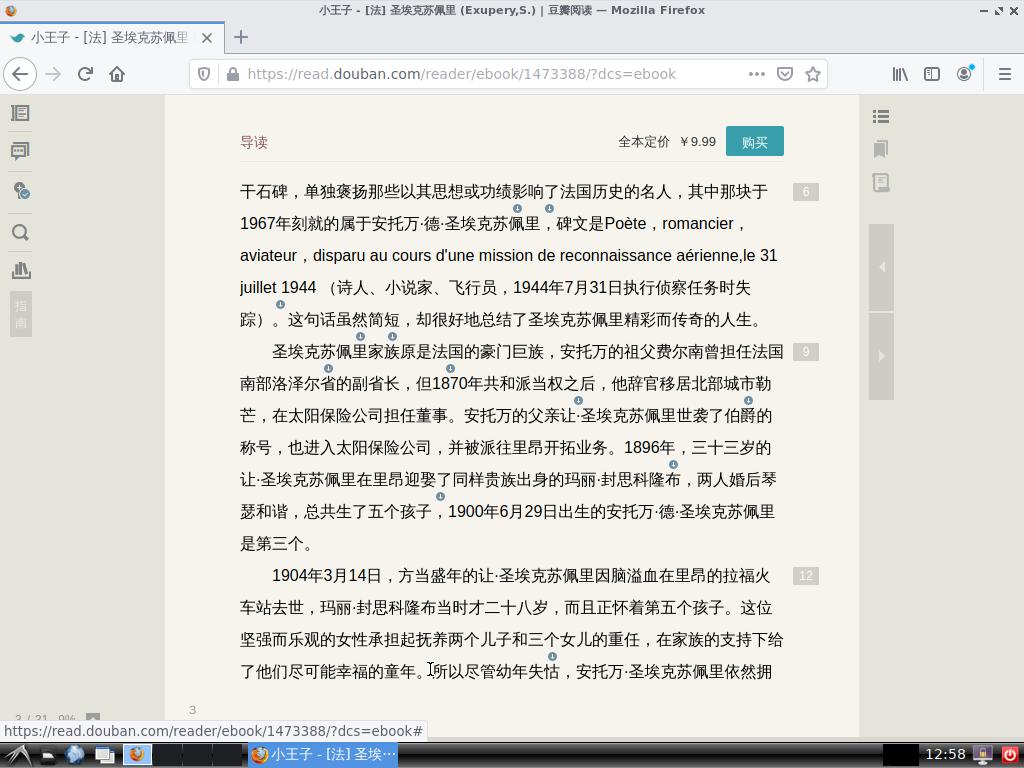 小王子 - [法] 圣埃克苏佩里 (Exupery,S.) | 豆瓣阅读 — Mozilla Firefox
小王子 - [法] 圣埃克苏佩里
https://read.douban.com/reader/ebook/1473388/?dcs=ebook
导读
全本定价 ￥9.99
购买
干石碑，单独褒扬那些以其思想或功绩影响了法国历史的名人，其中那块于
6
1967年刻就的属于安托万·德·圣埃克苏佩里，碑文是Poète，romancier，
aviateur，disparu au cours d'une mission de reconnaissance aérienne,le 31
juillet 1944 （诗人、小说家、飞行员，1944年7月31日执行侦察任务时失
踪）。这句话虽然简短，却很好地总结了圣埃克苏佩里精彩而传奇的人生。
圣埃克苏佩里家族原是法国的豪门巨族，安托万的祖父费尔南曾担任法国
9
南部洛泽尔省的副省长，但1870年共和派当权之后，他辞官移居北部城市勒
芒，在太阳保险公司担任董事。安托万的父亲让·圣埃克苏佩里世袭了伯爵的
称号，也进入太阳保险公司，并被派往里昂开拓业务。1896年，三十三岁的
让·圣埃克苏佩里在里昂迎娶了同样贵族出身的玛丽·封思科隆布，两人婚后琴
瑟和谐，总共生了五个孩子，1900年6月29日出生的安托万·德·圣埃克苏佩里
是第三个。
1904年3月14日，方当盛年的让·圣埃克苏佩里因脑溢血在里昂的拉福火
12
车站去世，玛丽·封思科隆布当时才二十八岁，而且正怀着第五个孩子。这位
坚强而乐观的女性承担起抚养两个儿子和三个女儿的重任，在家族的支持下给
了他们尽可能幸福的童年。所以尽管幼年失怙，安托万·圣埃克苏佩里依然拥
指南
3
3 / 31 9%
https://read.douban.com/reader/ebook/1473388/?dcs=ebook#
小王子 - [法] 圣埃…
12:58